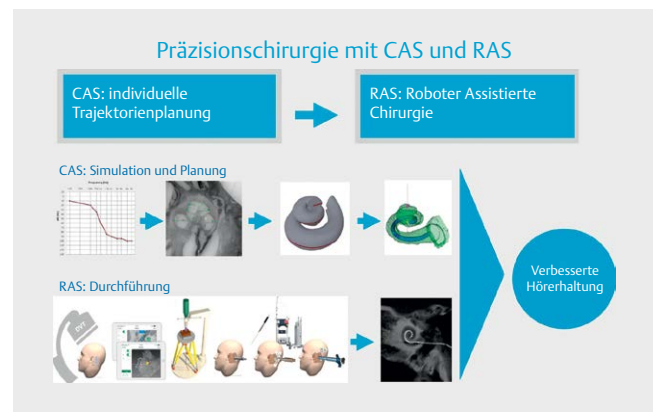 Präzisionschirurgie mit CAS und RAS
CAS: individuelle
Trajektorienplanung
RAS: Roboter Assistierte
Chirurgie
CAS: Simulation und Planung
RAS: Durchführung
DVT
Verbesserte
Hörerhaltung